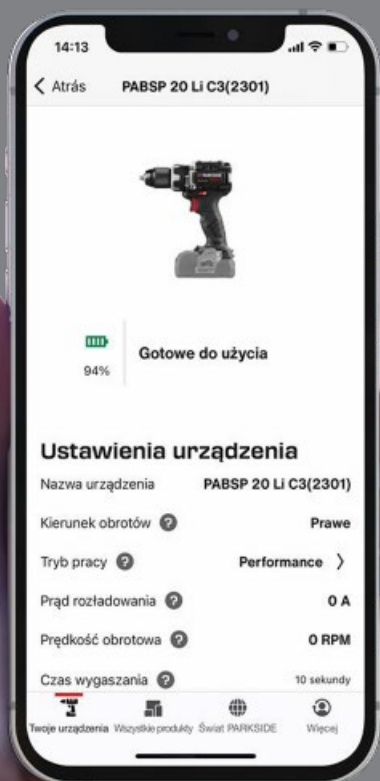 14:13
Atrás PABSP 20 Li C3(2301)
94%
Gotowe do użycia
Ustawienia urządzenia
Nazwa urządzenia PABSP 20 Li C3(2301)
Kierunek obrotów ? Prawe
Tryb pracy ? Performance
Prąd rozładowania ? 0 A
Prędkość obrotowa ? 0 RPM
Czas wygaszania ? 10 sekundy
Twoje urządzenia Wszystkie produkty Świat PARKSIDE Więcej